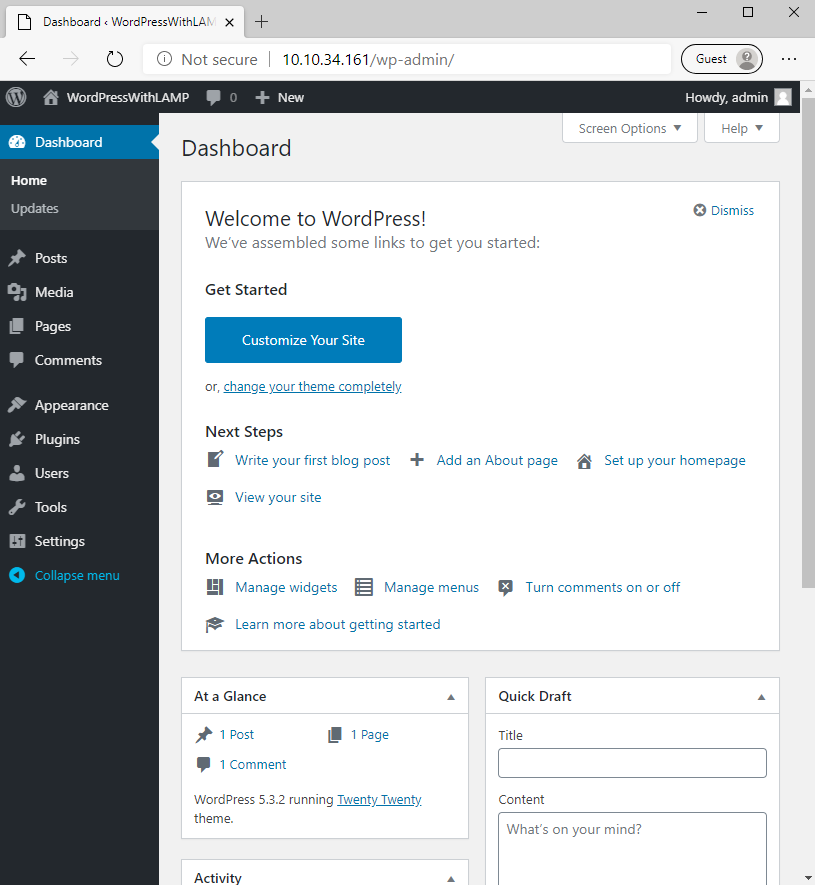 Dashboard ‹ WordPressWithLAM
Not secure | 10.10.34.161/wp-admin/ Guest
WordPressWithLAMP 0 New Howdy, admin
Screen Options Help
Dashboard
Home
Updates
Posts
Media
Pages
Comments
Appearance
Plugins
Users
Tools
Settings
Collapse menu
Dashboard
Welcome to WordPress!
Dismiss
We've assembled some links to get you started:
Get Started
Customize Your Site
or, change your theme completely
Next Steps
Write your first blog post Add an About page Set up your homepage
View your site
More Actions
Manage widgets Manage menus Turn comments on or off
Learn more about getting started
At a Glance
1 Post 1 Page
1 Comment
WordPress 5.3.2 running Twenty Twenty
theme.
Activity
Quick Draft
Title
Content
What's on your mind?